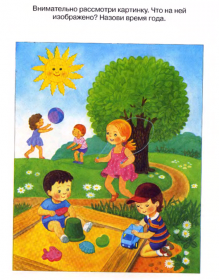 Внимательно рассмотри картинку. Что на ней
изображено? Назови время года.